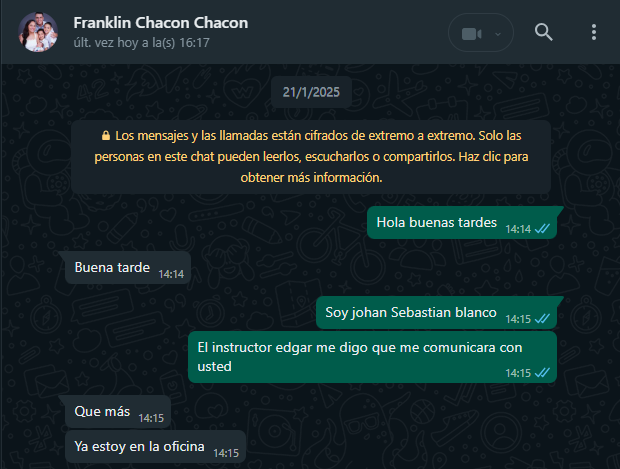 Franklin Chacon Chacon
últ. vez hoy a la(s) 16:17
21/1/2025
Los mensajes y las llamadas están cifrados de extremo a extremo. Solo las
personas en este chat pueden leerlos, escucharlos o compartirlos. Haz clic para
obtener más información.
Hola buenas tardes 14:14
Buena tarde 14:14
Soy johan Sebastian blanco 14:15
El instructor edgar me digo que me comunicara con
usted 14:15
Que más 14:15
Ya estoy en la oficina 14:15